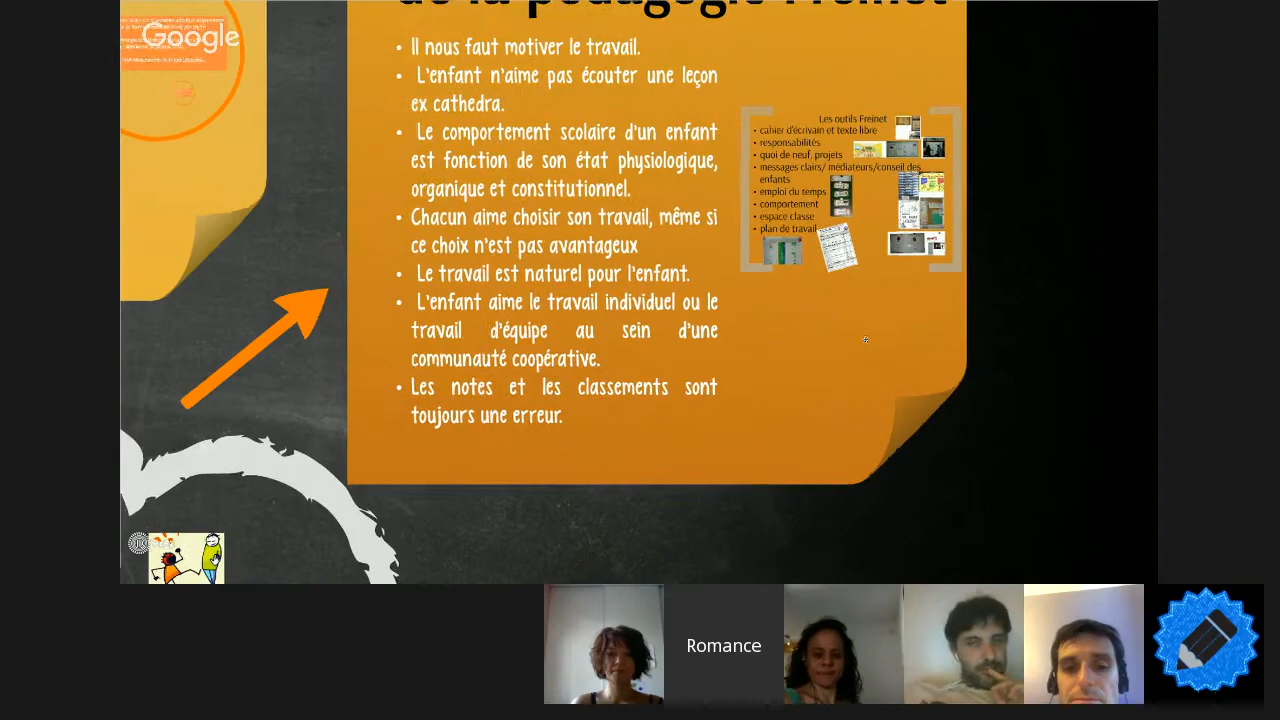 Google
de la pédagogie Freinet
• Il nous faut motiver le travail.
• L'enfant n'aime pas écouter une leçon
ex cathedra.
• Le comportement scolaire d'un enfant
est fonction de son état physiologique,
organique et constitutionnel.
• Chacun aime choisir son travail, même si
ce choix n'est pas avantageux
• Le travail est naturel pour l'enfant.
• L'enfant aime le travail individuel ou le
travail d'équipe au sein d'une
communauté coopérative.
• Les notes et les classements sont
toujours une erreur.
Les outils Freinet
• cahier d'écrivain et texte libre
• responsabilités
• quoi de neuf, projets
• messages clairs/ médiateurs/conseil des
enfants
• emploi du temps
• comportement
• espace classe
• plan de travail
Romance